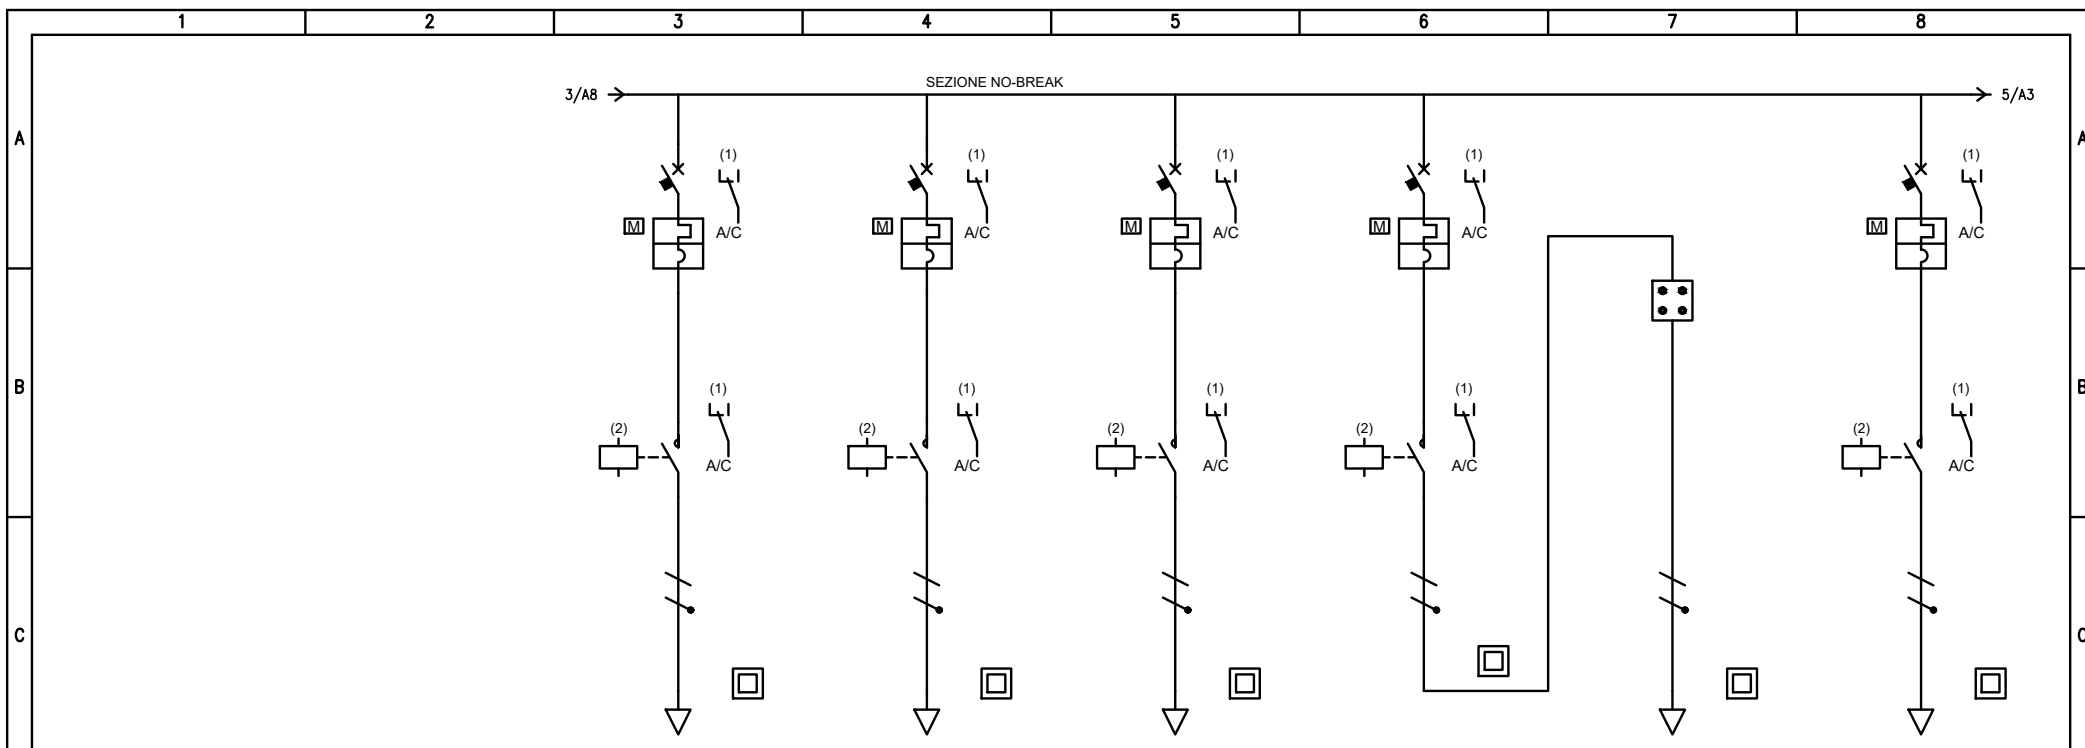 1 2 3 4 5 6 7 8
SEZIONE NO-BREAK
3/A8 5/A3
A A
(1) (1) (1) (1) (1)
M A/C M A/C M A/C M A/C M A/C
B B
(1) (1) (1) (1) (1)
(2) (2) (2) (2) (2)
A/C A/C A/C A/C A/C
C C